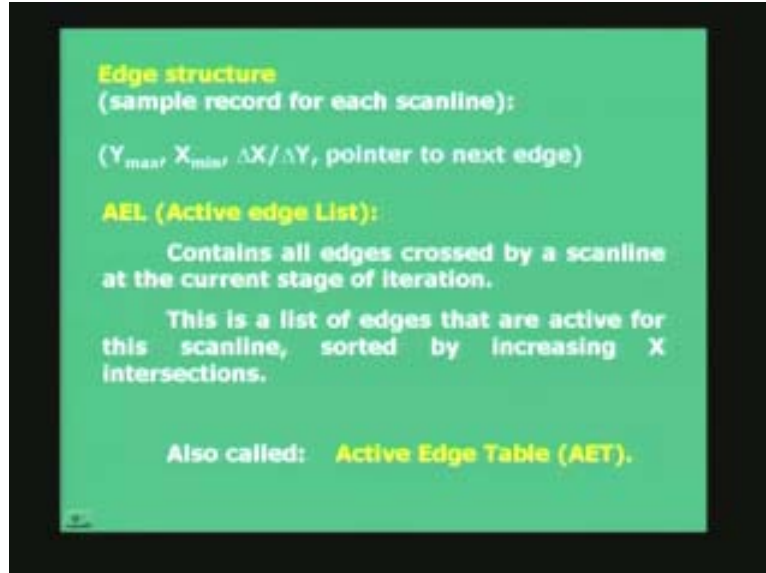 Edge structure
(sample record for each scanline):
(Ymax, Xmin, ΔX/ΔY, pointer to next edge)
AEL (Active edge List):
Contains all edges crossed by a scanline
at the current stage of iteration.
This is a list of edges that are active for
this scanline, sorted by increasing X
intersections.
Also called: Active Edge Table (AET).